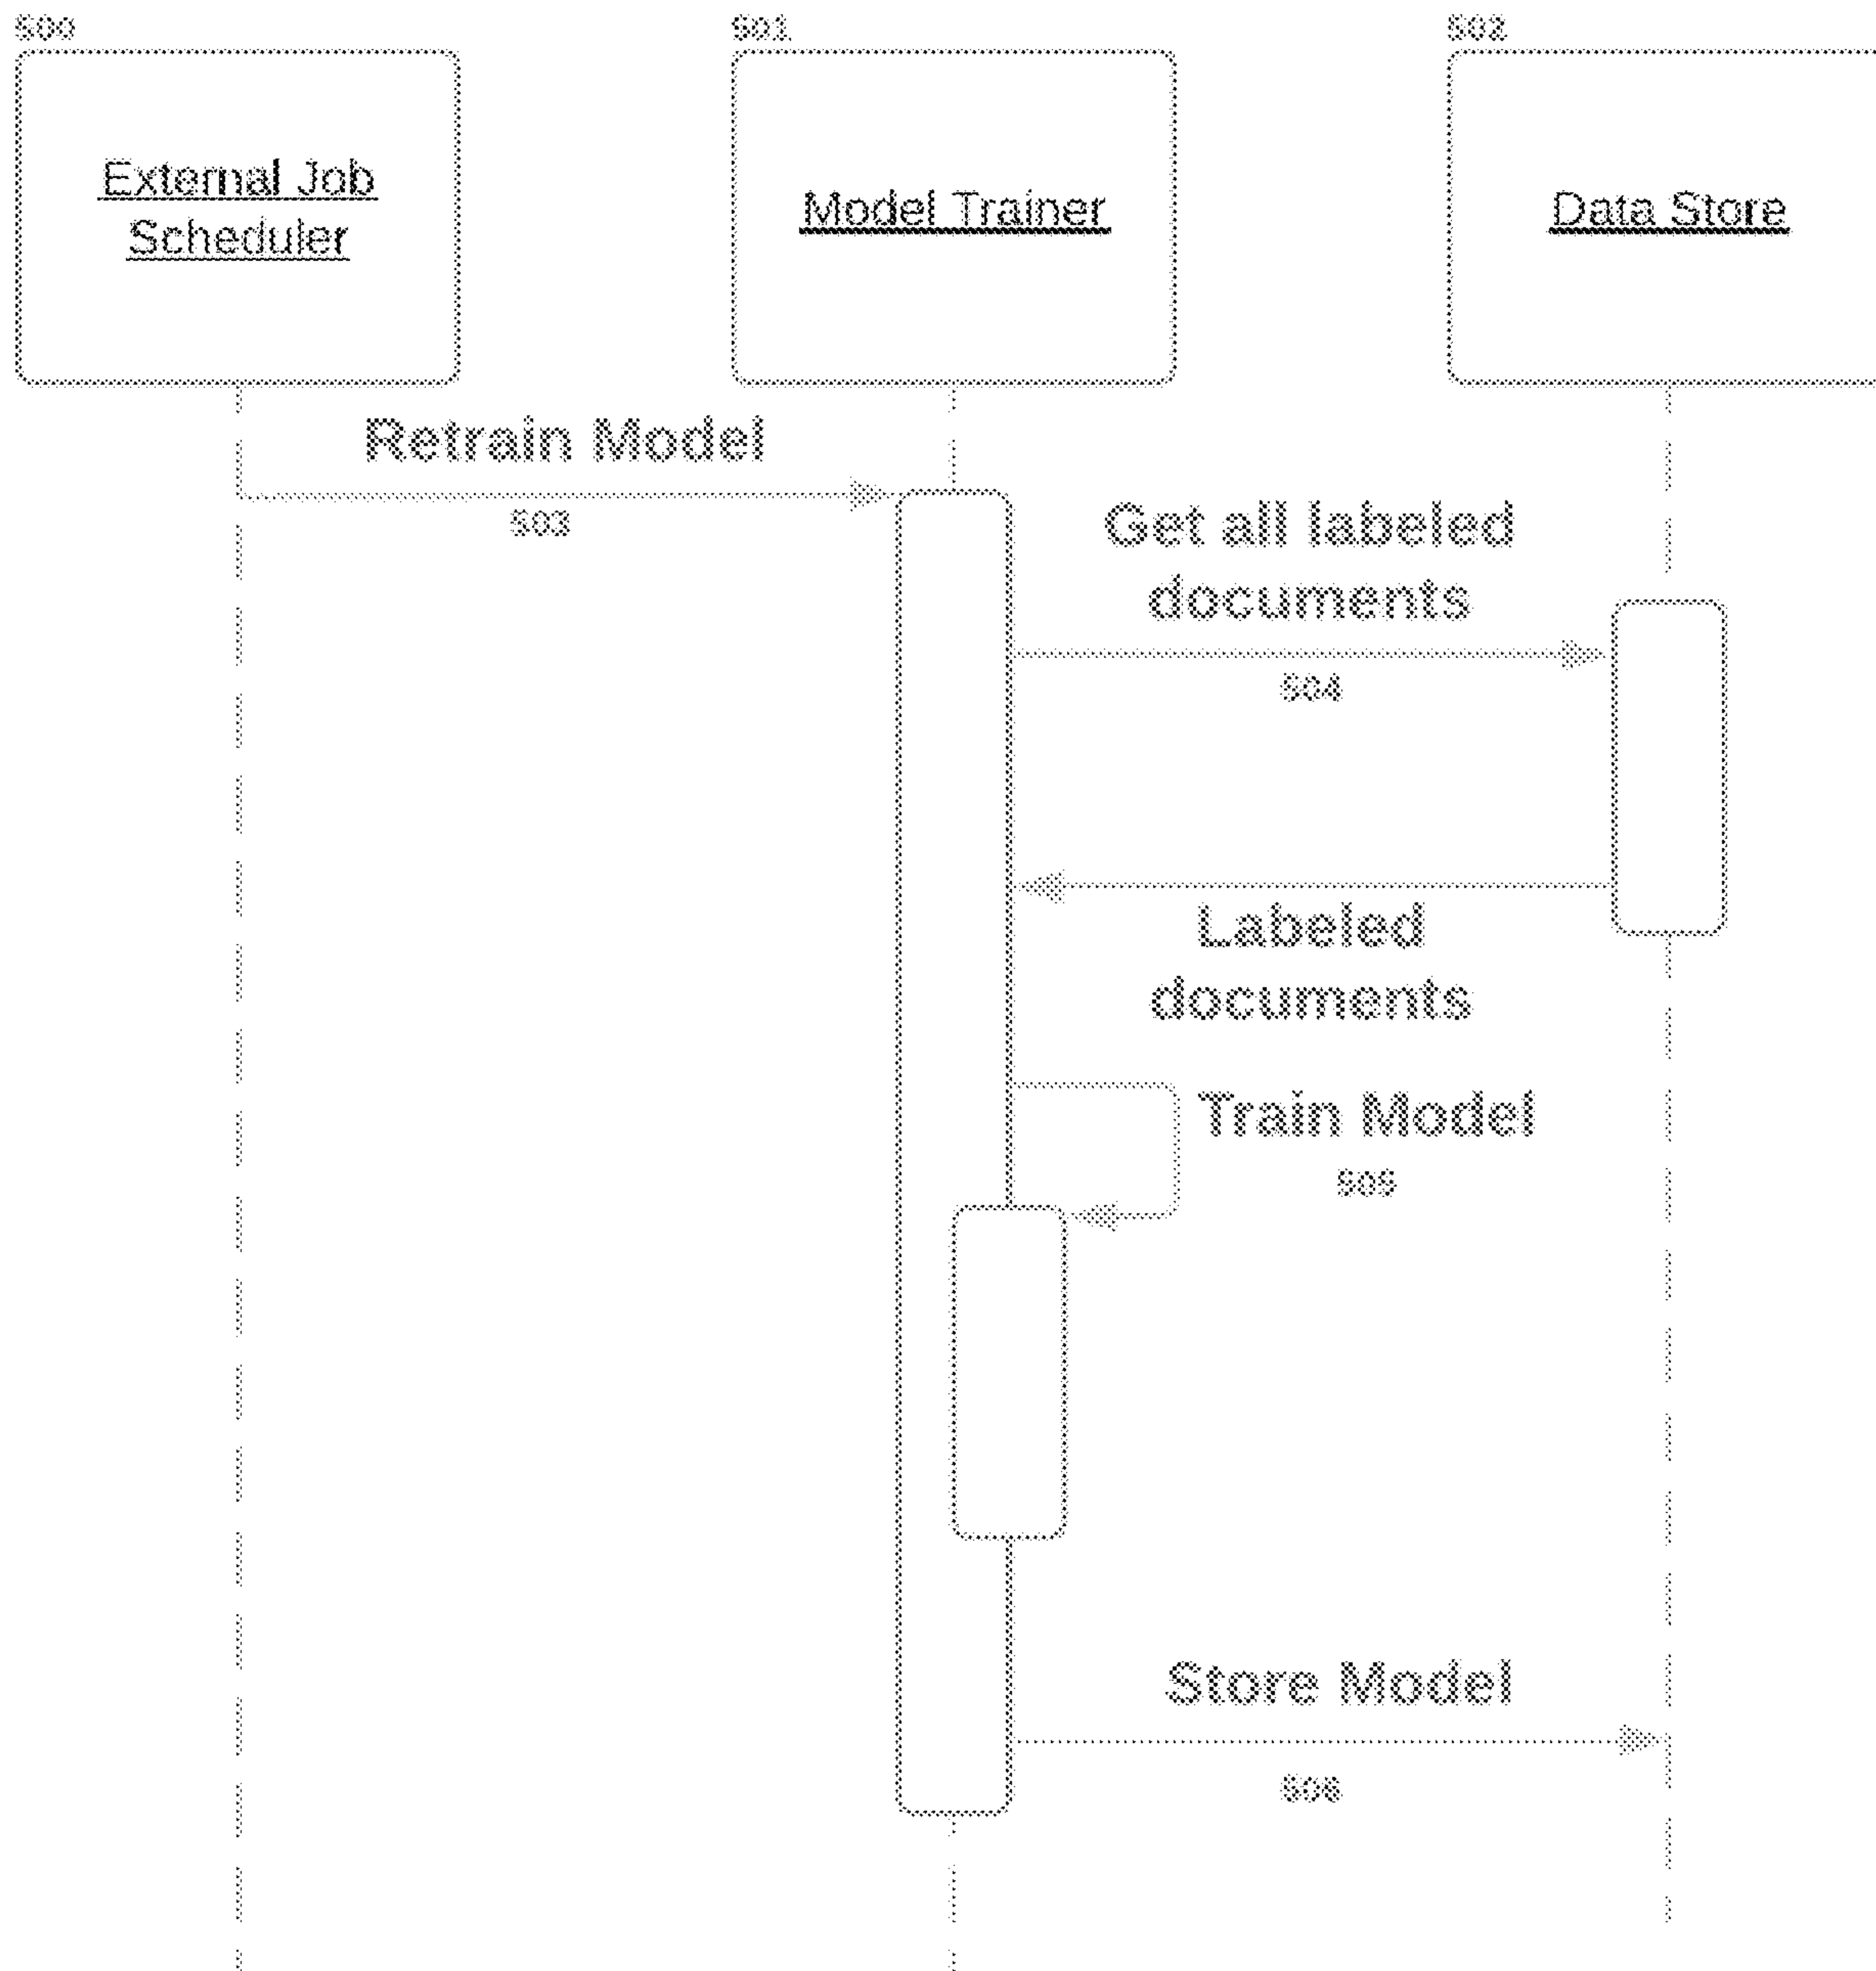 500
501
502
External Job
Scheduler
Model Trainer
Data Store
Retrain Model
503
Get all labeled
documents
504
Labeled
documents
Train Model
505
Store Model
506